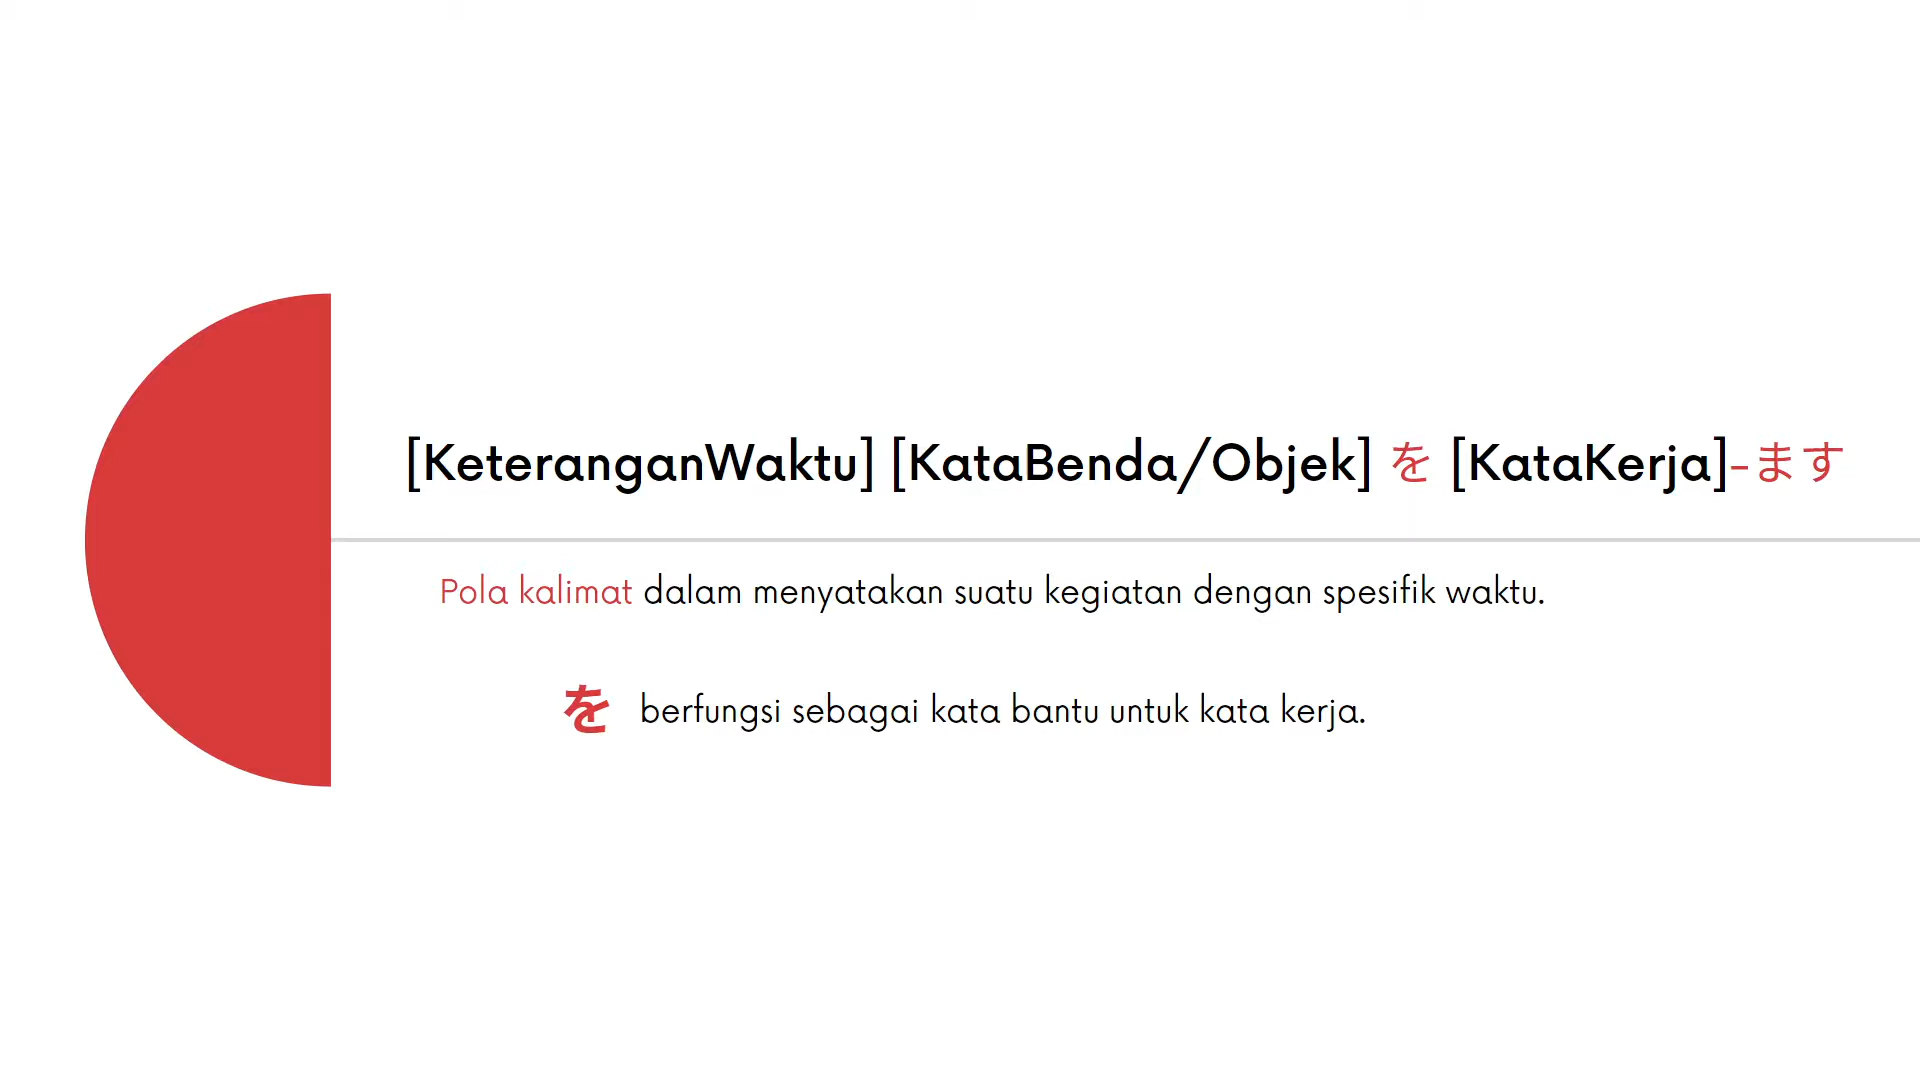 [KeteranganWaktu] [KataBenda/Objek] を [KataKerja]-ます
Pola kalimat dalam menyatakan suatu kegiatan dengan spesifik waktu.
を berfungsi sebagai kata bantu untuk kata kerja.